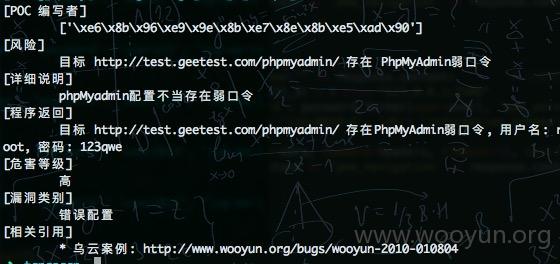 [POC 编写者]
['\xe6\x8b\x96\xe9\x9e\x8b\xe7\x8e\x8b\xe5\xad\x90']
[风险]
目标 http://test.geetest.com/phpmyadmin/ 存在 PhpMyAdmin弱口令
[详细说明]
phpMyadmin配置不当存在弱口令
[程序返回]
目标 http://test.geetest.com/phpmyadmin/ 存在PhpMyAdmin弱口令, 用户名: r
oot, 密码: 123qwe
[危害等级]
高
[漏洞类别]
错误配置
[相关引用]
* 乌云案例: http://www.wooyun.org/bugs/wooyun-2010-010804
www.wooyun.org